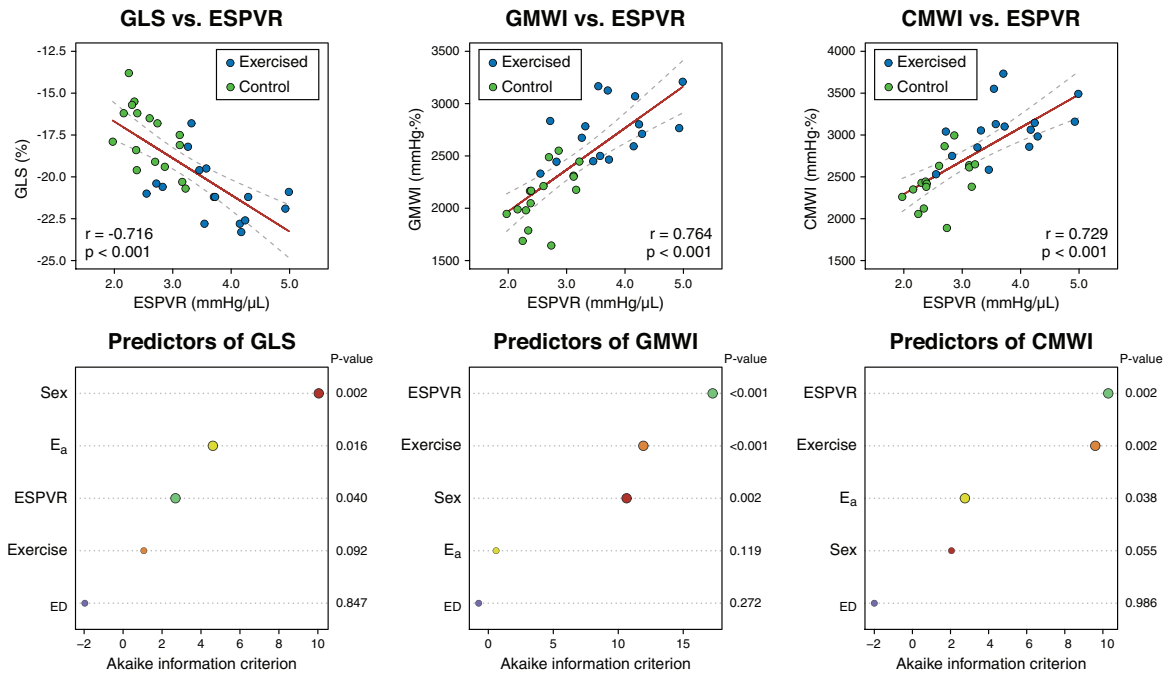 GLS vs. ESPVR
GLS (%)
-12.5
-15.0
-17.5
-20.0
-22.5
-25.0
Exercised
Control
r = -0.716
p < 0.001
2.0 3.0 4.0 5.0
ESPVR (mmHg/µL)
GMWI vs. ESPVR
GMWI (mmHg·%)
3500
3000
2500
2000
1500
Exercised
Control
r = 0.764
p < 0.001
2.0 3.0 4.0 5.0
ESPVR (mmHg/µL)
CMWI vs. ESPVR
CMWI (mmHg·%)
4000
3500
3000
2500
2000
1500
Exercised
Control
r = 0.729
p < 0.001
2.0 3.0 4.0 5.0
ESPVR (mmHg/µL)
Predictors of GLS
P-value
Sex 0.002
Ea 0.016
ESPVR 0.040
Exercise 0.092
ED 0.847
−2 0 2 4 6 8 10
Akaike information criterion
Predictors of GMWI
P-value
ESPVR <0.001
Exercise <0.001
Sex 0.002
Ea 0.119
ED 0.272
0 5 10 15
Akaike information criterion
Predictors of CMWI
P-value
ESPVR 0.002
Exercise 0.002
Ea 0.038
Sex 0.055
ED 0.986
−2 0 2 4 6 8 10
Akaike information criterion